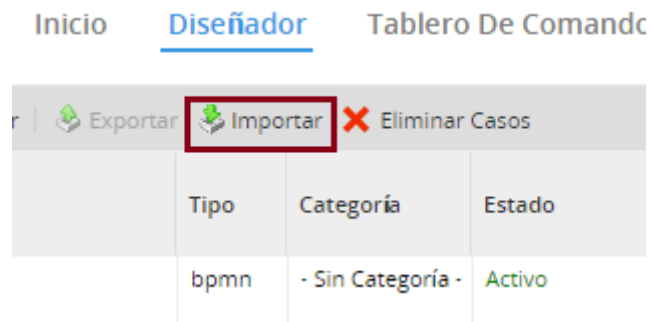 Inicio Diseñador Tablero De Comando
r Exportar Importar Eliminar Casos
Tipo Categoría Estado
bpmn - Sin Categoría - Activo